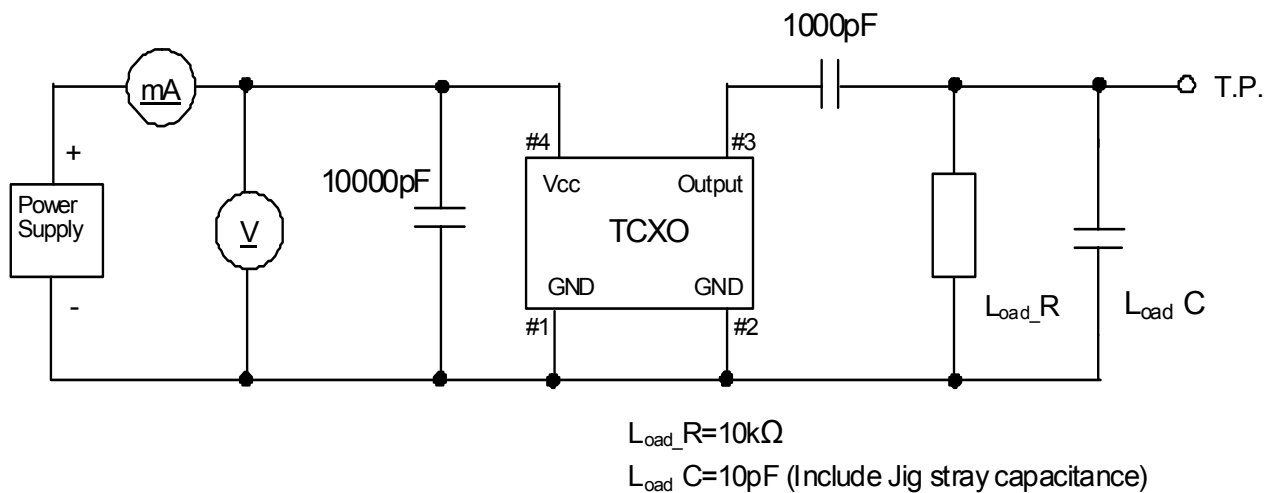 1000pF
mA
T.P.
+
#4
#3
10000pF
Vcc
Output
Power
Supply
V
TCXO
-
GND
GND
#1
#2
Load_R
Load C
Load_R=10kΩ
Load C=10pF (Include Jig stray capacitance)